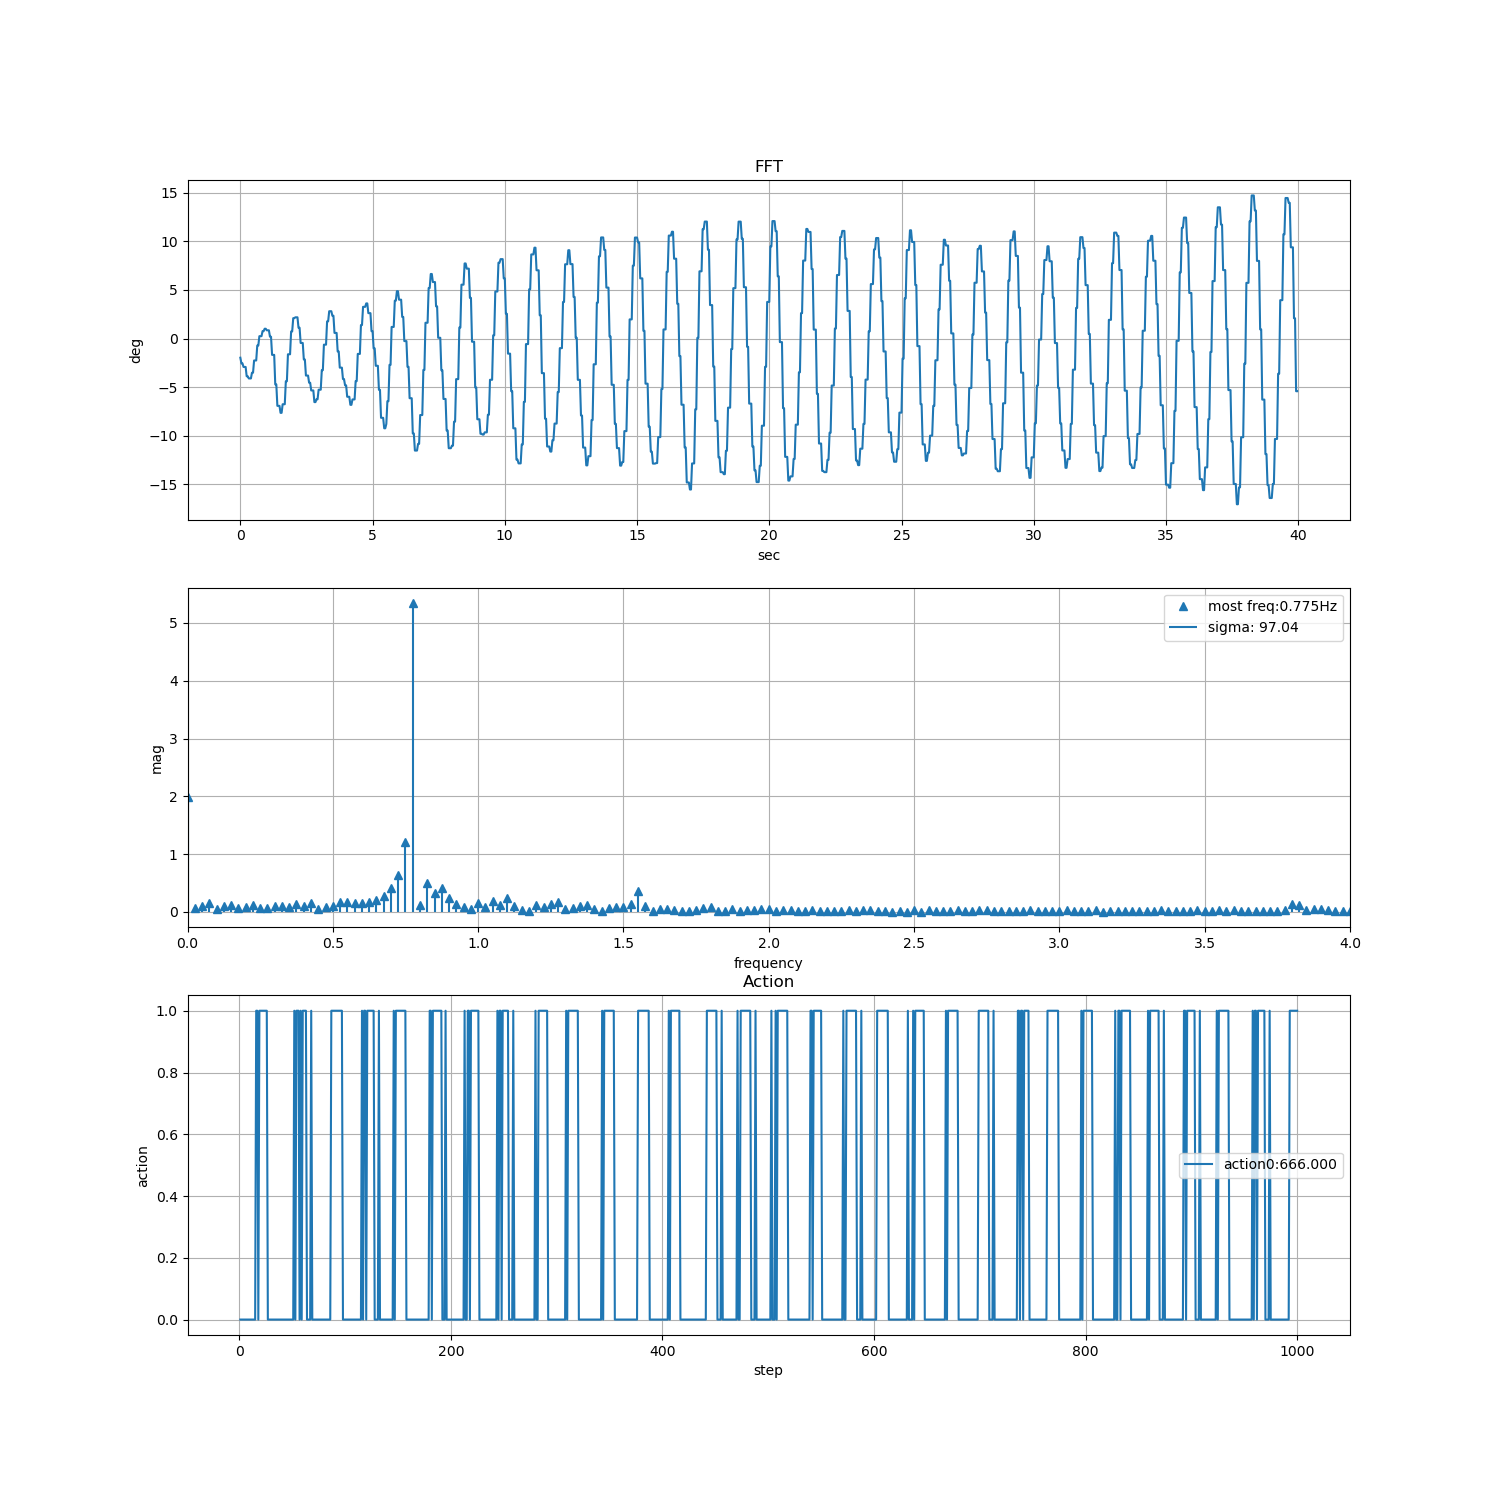 FFT
15
10
5
0
−5
−10
−15
deg
0 5 10 15 20 25 30 35 40
sec
most freq:0.775Hz
sigma: 97.04
5
4
3
2
1
0
mag
0.0 0.5 1.0 1.5 2.0 2.5 3.0 3.5 4.0
frequency
Action
1.0
0.8
0.6
0.4
0.2
0.0
action
action0:666.000
0 200 400 600 800 1000
step